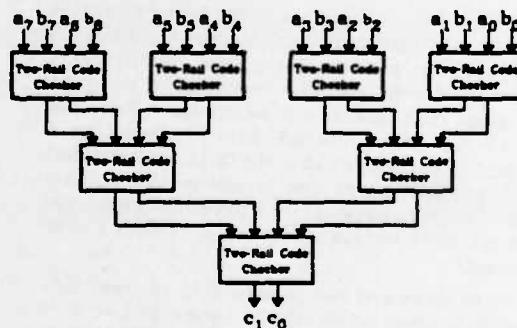 a7 b7 a6 b6 a5 b5 a4 b4 a3 b3 a2 b2 a1 b1 a0 b0
Two-Rail Code Checker Two-Rail Code Checker Two-Rail Code Checker Two-Rail Code Checker
Two-Rail Code Checker Two-Rail Code Checker
Two-Rail Code Checker
c1 c0